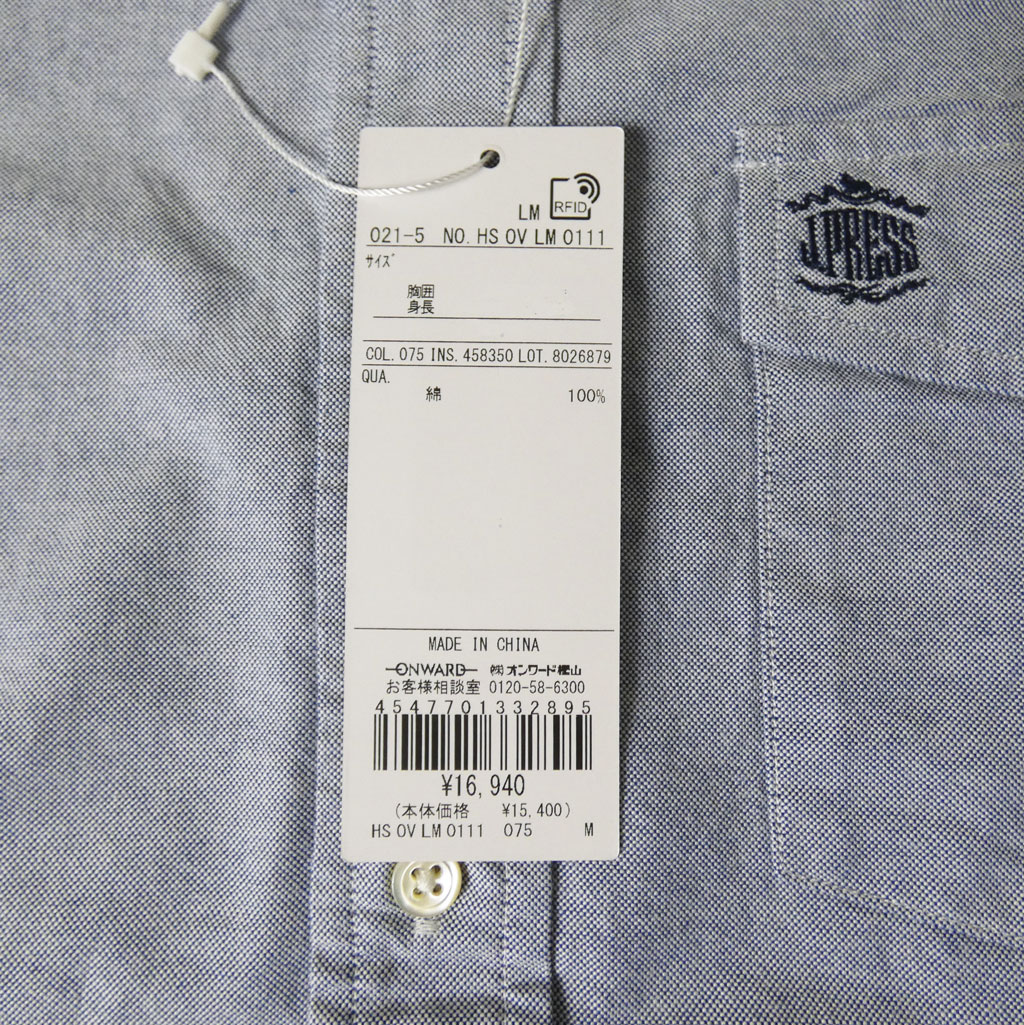 LM RFID
021-5 NO. HS OV LM 0111
サイズ
胸囲
身長
COL. 075 INS. 458350 LOT. 8026879
QUA.
綿 100%
MADE IN CHINA
ONWARD ㈱オンワード樫山
お客様相談室 0120-58-6300
4547701332895
¥16,940
(本体価格 ¥15,400)
HS OV LM 0111 075 M
J.PRESS